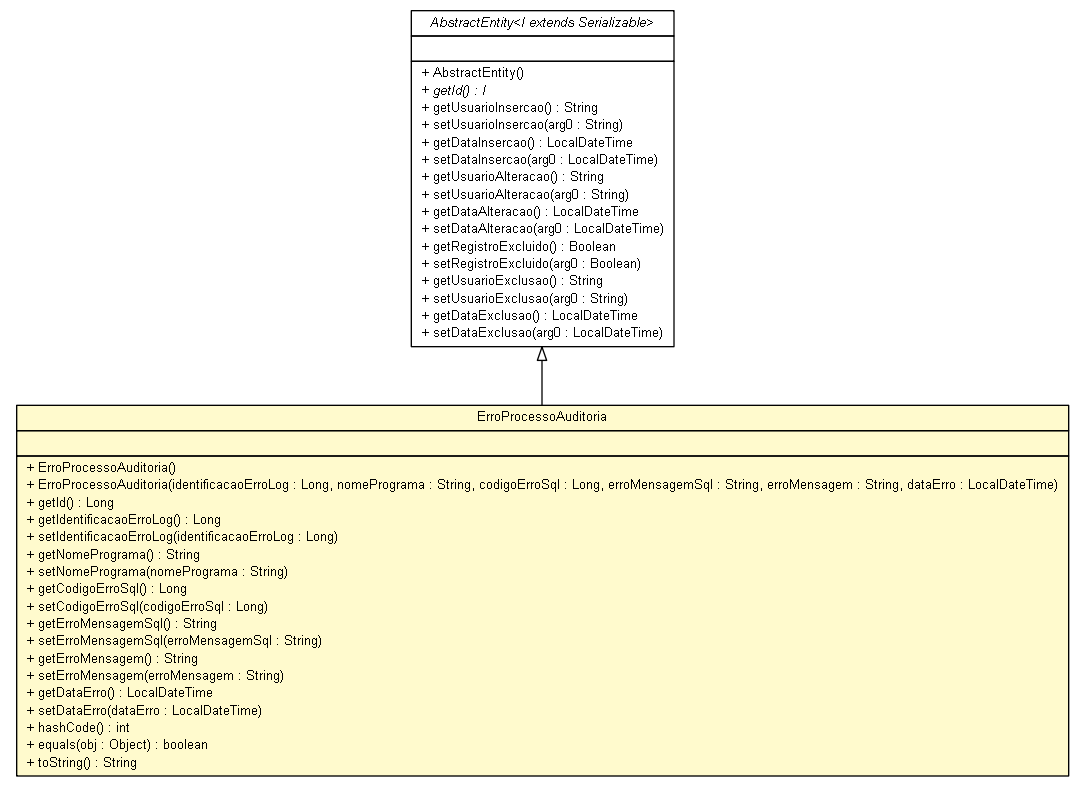 AbstractEntity<I extends Serializable>
+ AbstractEntity()
+ getId() : I
+ getUsuarioInsercao() : String
+ setUsuarioInsercao(arg0 : String)
+ getDataInsercao() : LocalDateTime
+ setDataInsercao(arg0 : LocalDateTime)
+ getUsuarioAlteracao() : String
+ setUsuarioAlteracao(arg0 : String)
+ getDataAlteracao() : LocalDateTime
+ setDataAlteracao(arg0 : LocalDateTime)
+ getRegistroExcluido() : Boolean
+ setRegistroExcluido(arg0 : Boolean)
+ getUsuarioExclusao() : String
+ setUsuarioExclusao(arg0 : String)
+ getDataExclusao() : LocalDateTime
+ setDataExclusao(arg0 : LocalDateTime)
ErroProcessoAuditoria
+ ErroProcessoAuditoria()
+ ErroProcessoAuditoria(identificacaoErroLog : Long, nomePrograma : String, codigoErroSql : Long, erroMensagemSql : String, erroMensagem : String, dataErro : LocalDateTime)
+ getId() : Long
+ getIdentificacaoErroLog() : Long
+ setIdentificacaoErroLog(identificacaoErroLog : Long)
+ getNomePrograma() : String
+ setNomePrograma(nomePrograma : String)
+ getCodigoErroSql() : Long
+ setCodigoErroSql(codigoErroSql : Long)
+ getErroMensagemSql() : String
+ setErroMensagemSql(erroMensagemSql : String)
+ getErroMensagem() : String
+ setErroMensagem(erroMensagem : String)
+ getDataErro() : LocalDateTime
+ setDataErro(dataErro : LocalDateTime)
+ hashCode() : int
+ equals(obj : Object) : boolean
+ toString() : String